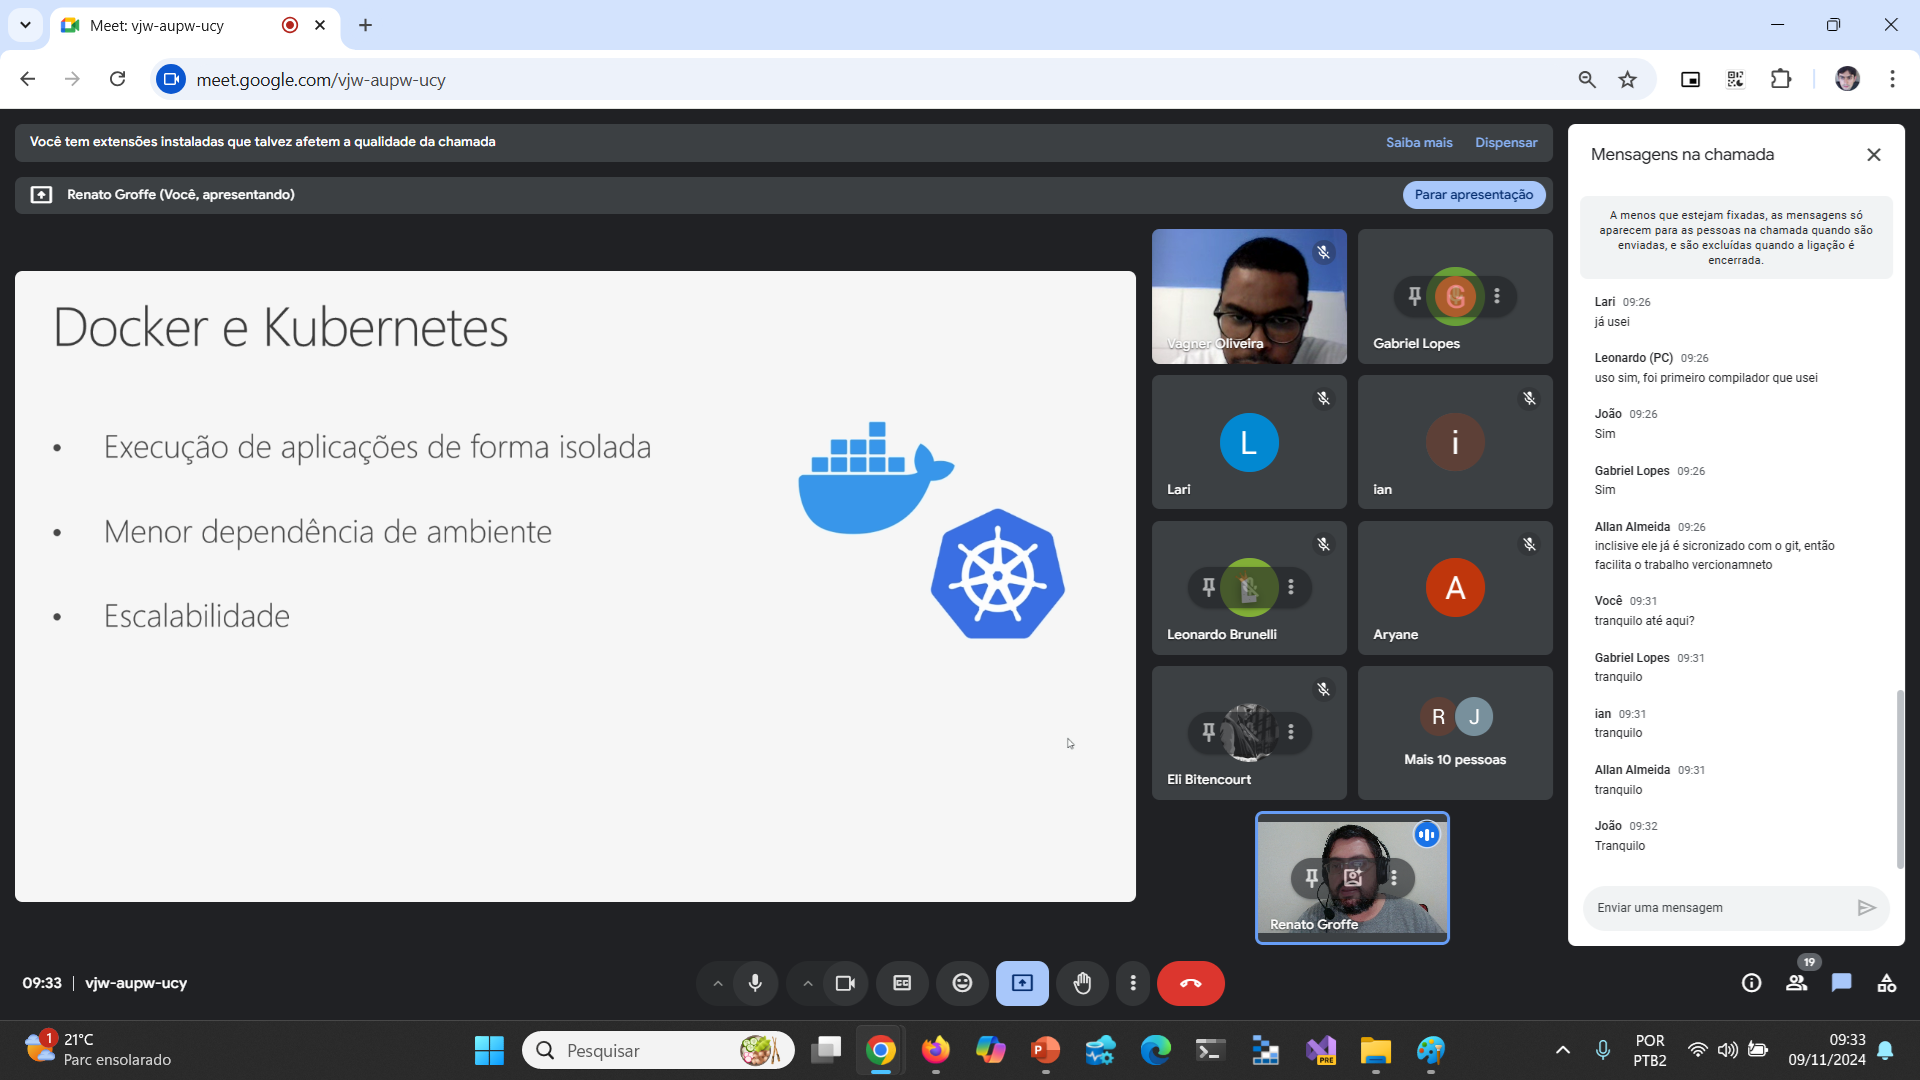 Meet: vjw-aupw-ucy
meet.google.com/vjw-aupw-ucy
Você tem extensões instaladas que talvez afetem a qualidade da chamada
Saiba mais
Dispensar
Renato Groffe (Você, apresentando)
Parar apresentação
Docker e Kubernetes
• Execução de aplicações de forma isolada
• Menor dependência de ambiente
• Escalabilidade
Vagner Oliveira
G
Gabriel Lopes
L
Lari
i
ian
Leonardo Brunelli
A
Aryane
Eli Bitencourt
R J
Mais 10 pessoas
Renato Groffe
Mensagens na chamada
A menos que estejam fixadas, as mensagens só
aparecem para as pessoas na chamada quando são
enviadas, e são excluídas quando a ligação é
encerrada.
Lari 09:26
já usei
Leonardo (PC) 09:26
uso sim, foi primeiro compilador que usei
João 09:26
Sim
Gabriel Lopes 09:26
Sim
Allan Almeida 09:26
inclisive ele já é sicronizado com o git, então
facilita o trabalho vercionamneto
Você 09:31
tranquilo até aqui?
Gabriel Lopes 09:31
tranquilo
ian 09:31
tranquilo
Allan Almeida 09:31
tranquilo
João 09:32
Tranquilo
Enviar uma mensagem
09:33 | vjw-aupw-ucy
CC
19
1
21°C
Parc ensolarado
Pesquisar
P
PRE
POR
PTB2
09:33
09/11/2024